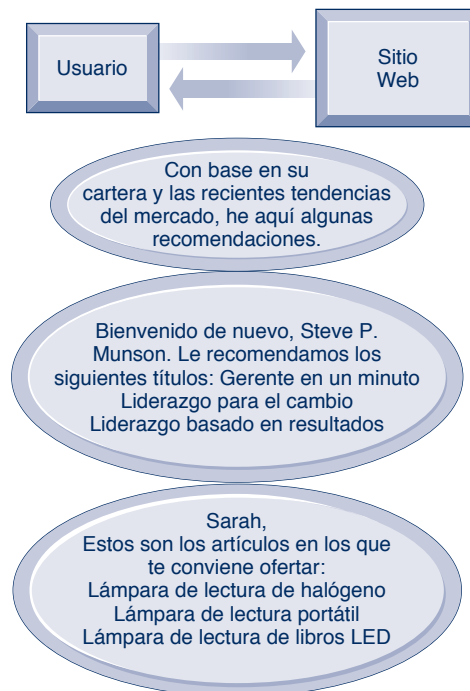 Usuario
Sitio
Web
Con base en su
cartera y las recientes tendencias
del mercado, he aquí algunas
recomendaciones.
Bienvenido de nuevo, Steve P.
Munson. Le recomendamos los
siguientes títulos: Gerente en un minuto
Liderazgo para el cambio
Liderazgo basado en resultados
Sarah,
Estos son los artículos en los que
te conviene ofertar:
Lámpara de lectura de halógeno
Lámpara de lectura portátil
Lámpara de lectura de libros LED